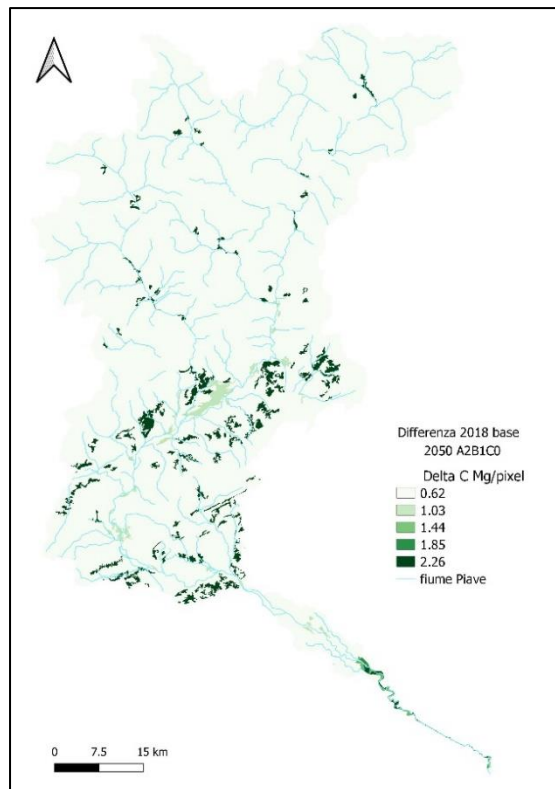 Differenza 2018 base
2050 A2B1C0
Delta C Mg/pixel
0.62
1.03
1.44
1.85
2.26
fiume Piave
0 7.5 15 km